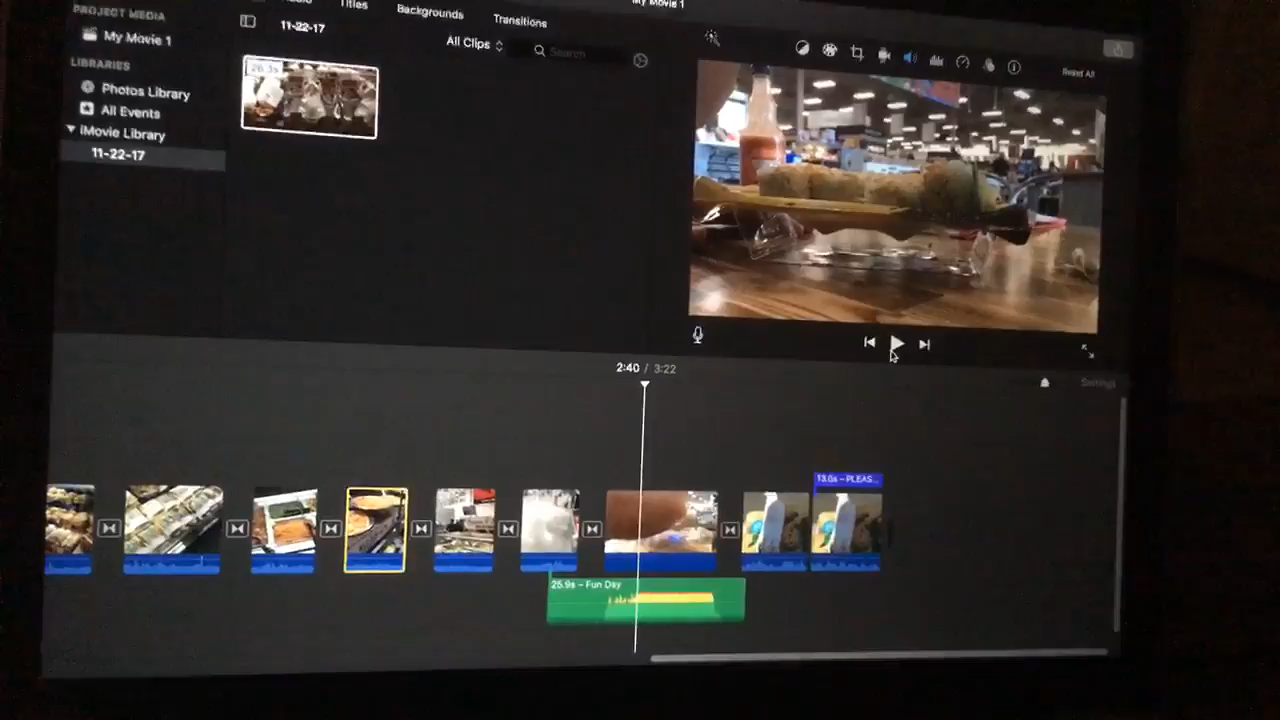 PROJECT MEDIA
My Movie 1
LIBRARIES
Photos Library
All Events
iMovie Library
11-22-17
Titles
Backgrounds
Transitions
My Movie 1
11-22-17
All Clips
Search
26.3s
Reset All
2:40 / 3:22
Settings
13.0s – PLEAS...
25.9s – Fun Day